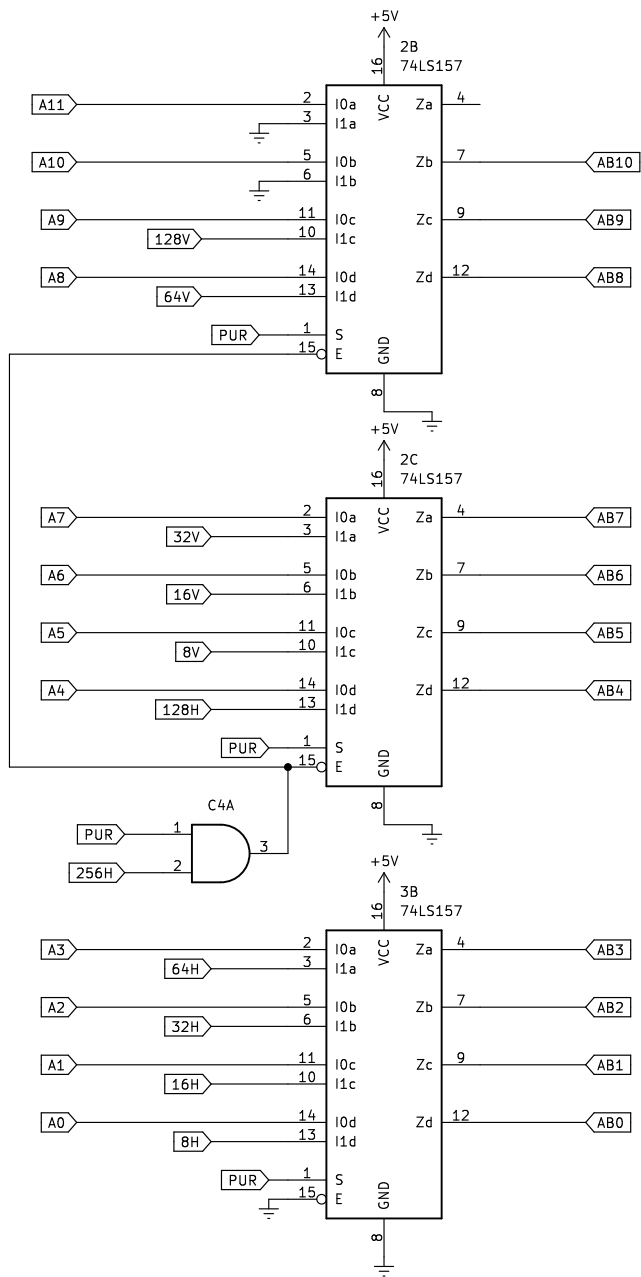 +5V
2B
74LS157
16
VCC
A11 2 I0a Za 4
3 I1a
A10 5 I0b Zb 7 AB10
6 I1b
A9 11 I0c Zc 9 AB9
128V 10 I1c
A8 14 I0d Zd 12 AB8
64V 13 I1d
PUR 1 S
15 E
GND
8
+5V
2C
74LS157
16
VCC
A7 2 I0a Za 4 AB7
32V 3 I1a
A6 5 I0b Zb 7 AB6
16V 6 I1b
A5 11 I0c Zc 9 AB5
8V 10 I1c
A4 14 I0d Zd 12 AB4
128H 13 I1d
PUR 1 S
15 E
GND
8
C4A
PUR 1
3
256H 2
+5V
3B
74LS157
16
VCC
A3 2 I0a Za 4 AB3
64H 3 I1a
A2 5 I0b Zb 7 AB2
32H 6 I1b
A1 11 I0c Zc 9 AB1
16H 10 I1c
A0 14 I0d Zd 12 AB0
8H 13 I1d
PUR 1 S
15 E
GND
8